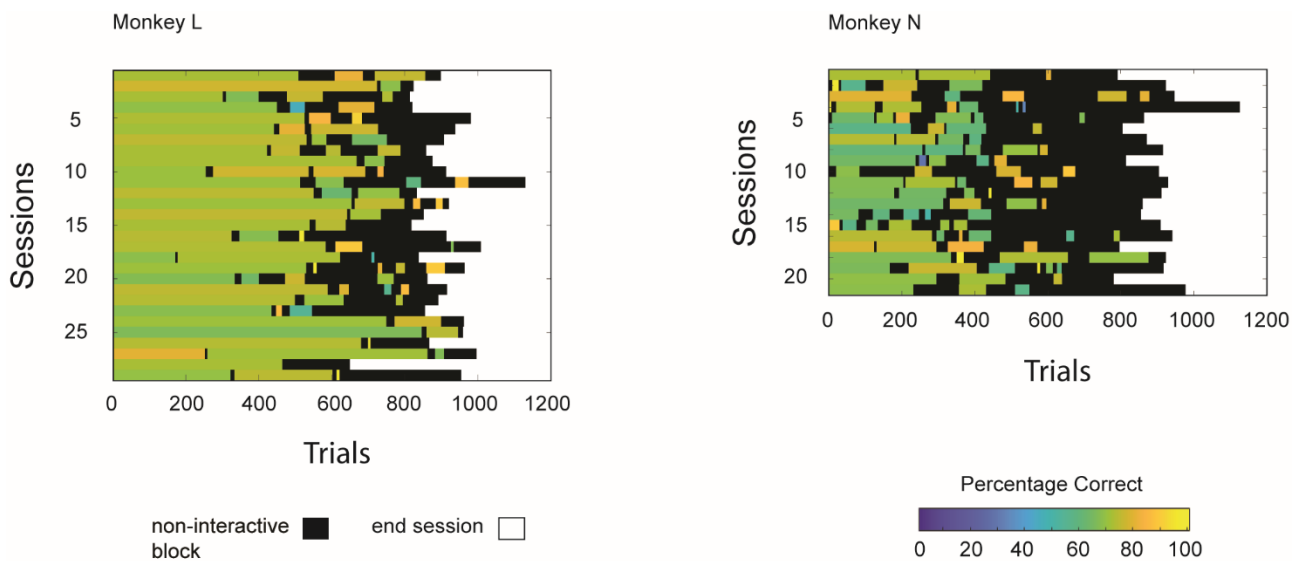 Monkey L
Sessions
5
10
15
20
25
0 200 400 600 800 1000 1200
Trials
non-interactive
block
end session
Monkey N
Sessions
5
10
15
20
0 200 400 600 800 1000 1200
Trials
Percentage Correct
0 20 40 60 80 100